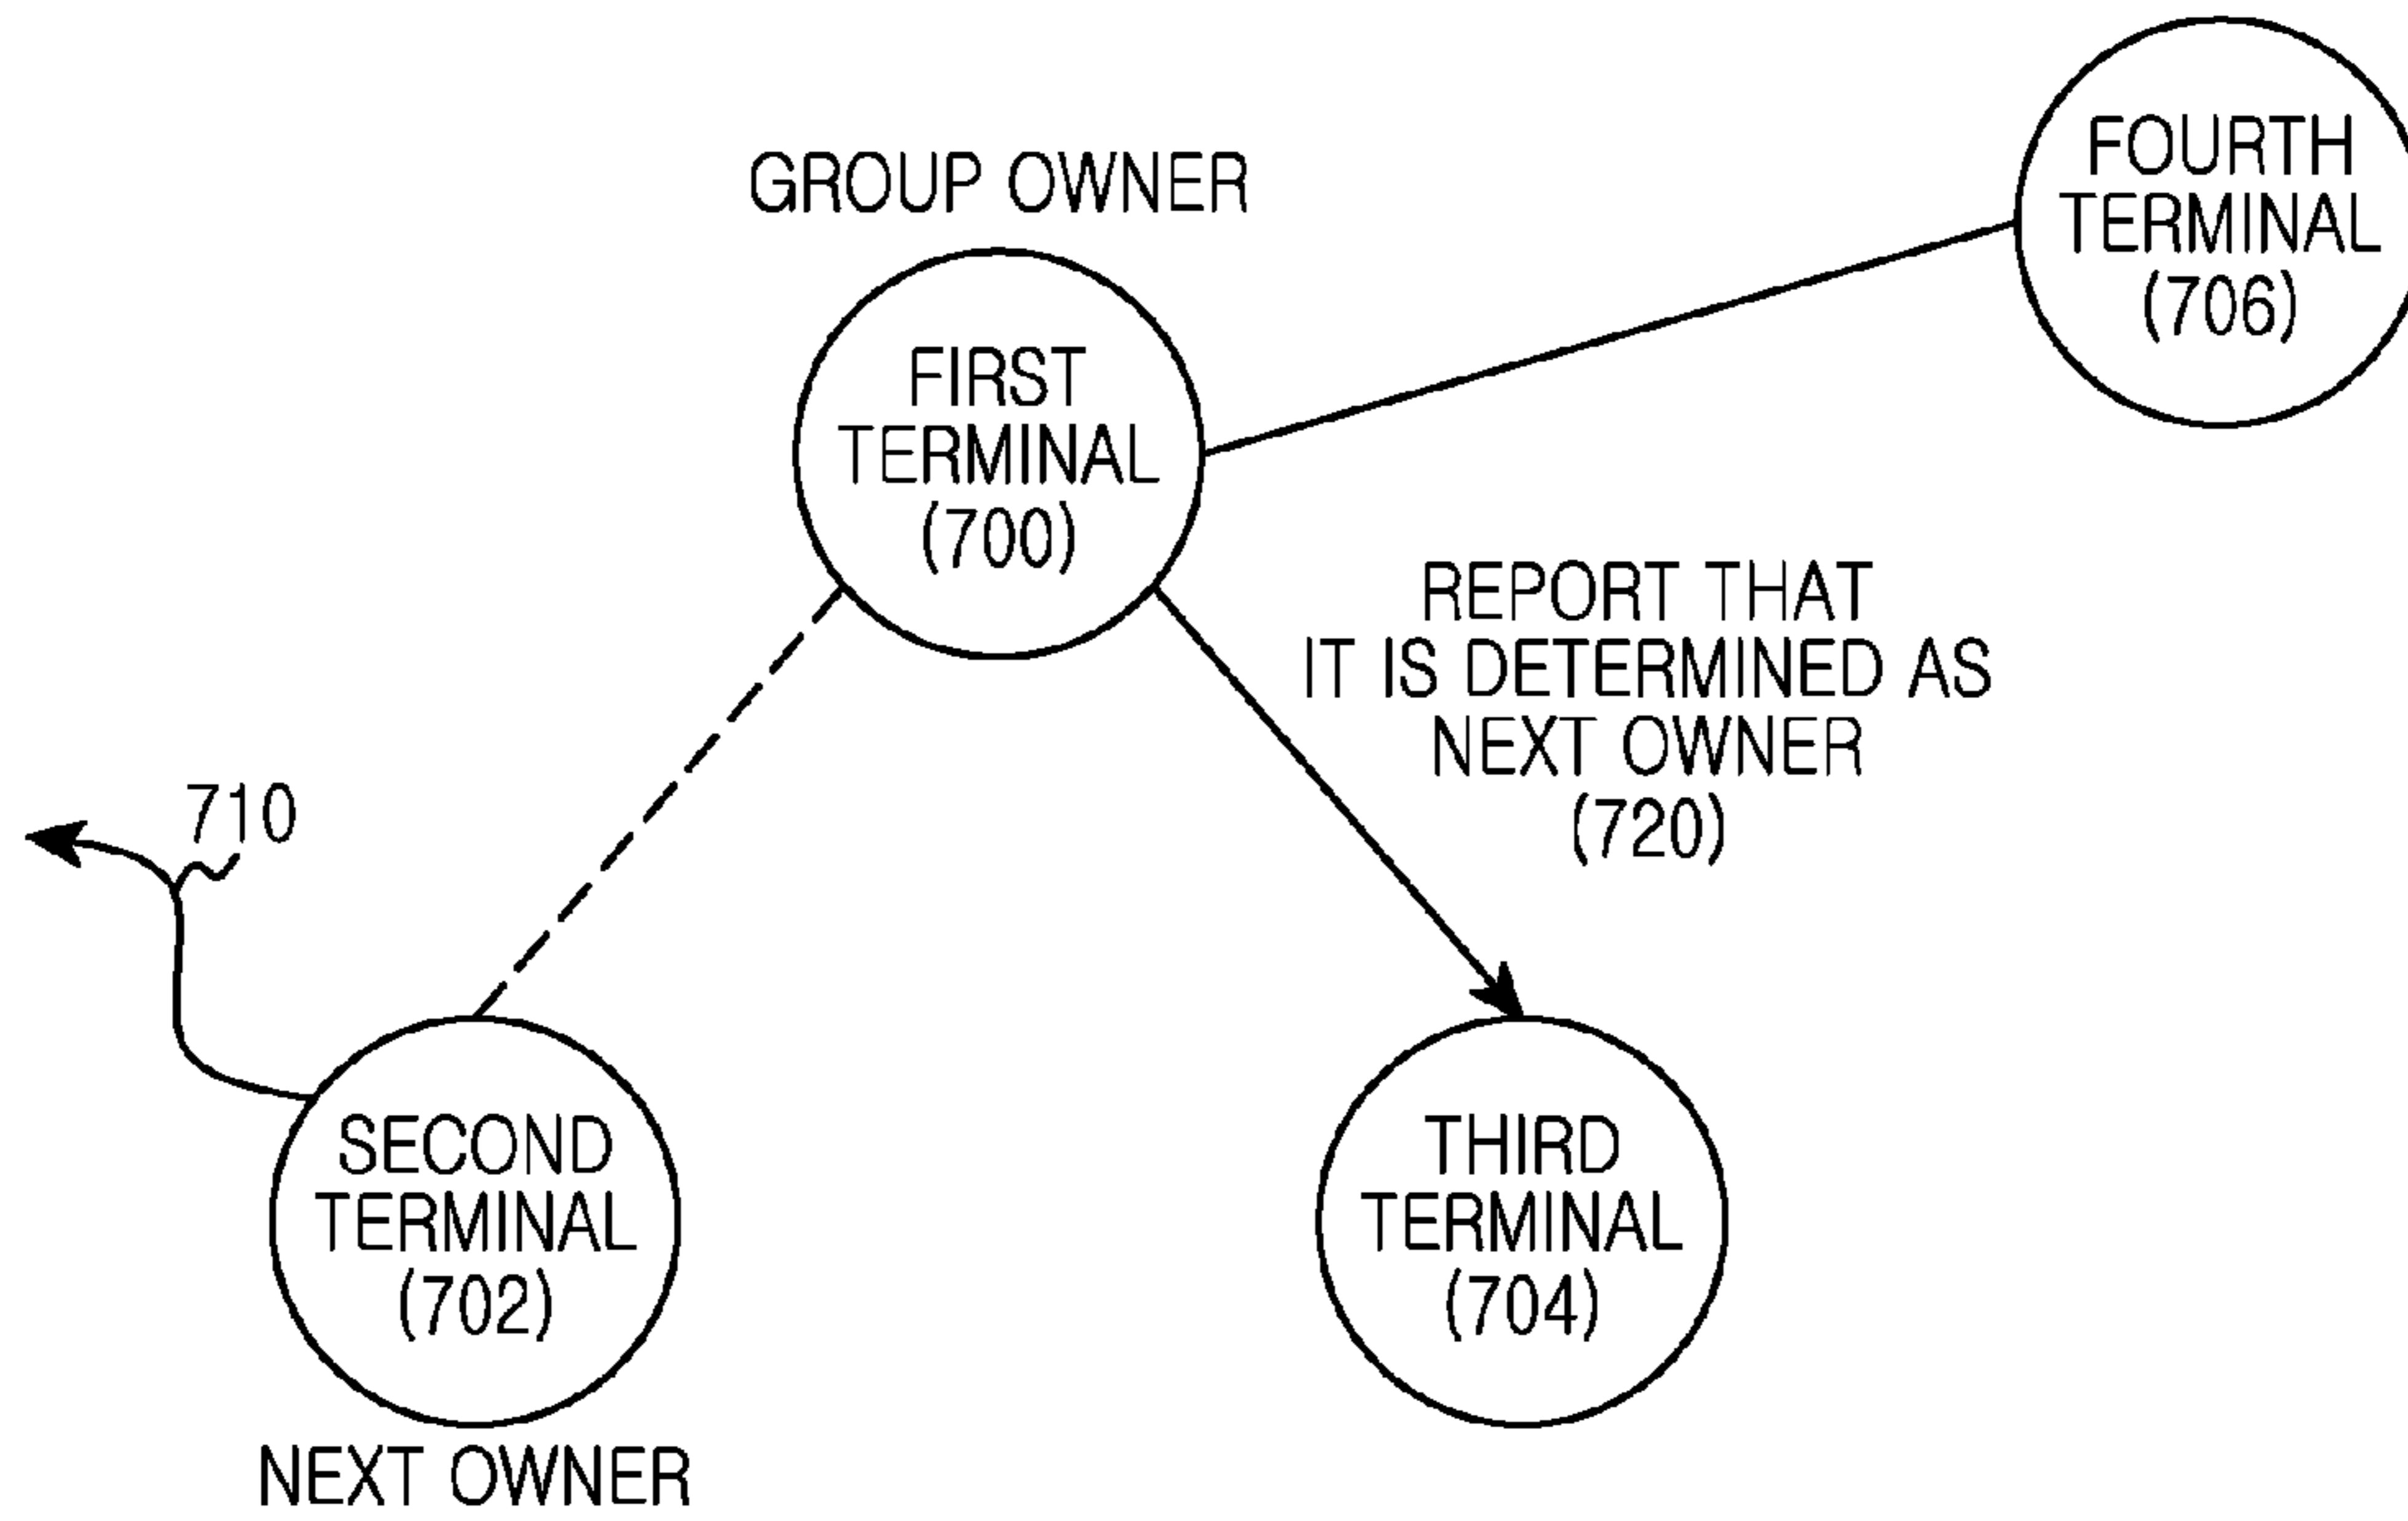 FOURTH
TERMINAL
(706)
GROUP OWNER
FIRST
TERMINAL
(700)
REPORT THAT
IT IS DETERMINED AS
NEXT OWNER
(720)
710
SECOND
TERMINAL
(702)
NEXT OWNER
THIRD
TERMINAL
(704)